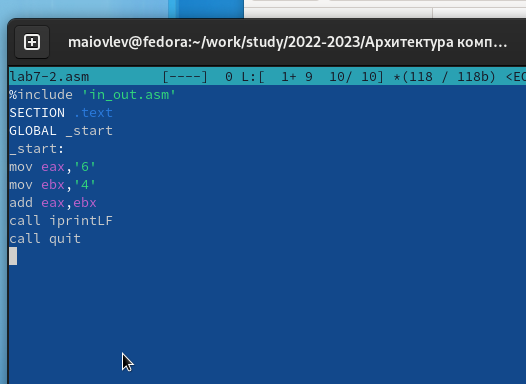 maiovlev@fedora:~/work/study/2022-2023/Архитектура комп…
lab7-2.asm [----] 0 L:[ 1+ 9 10/ 10] *(118 / 118b) <EO
%include 'in_out.asm'
SECTION .text
GLOBAL _start
_start:
mov eax,'6'
mov ebx,'4'
add eax,ebx
call iprintLF
call quit